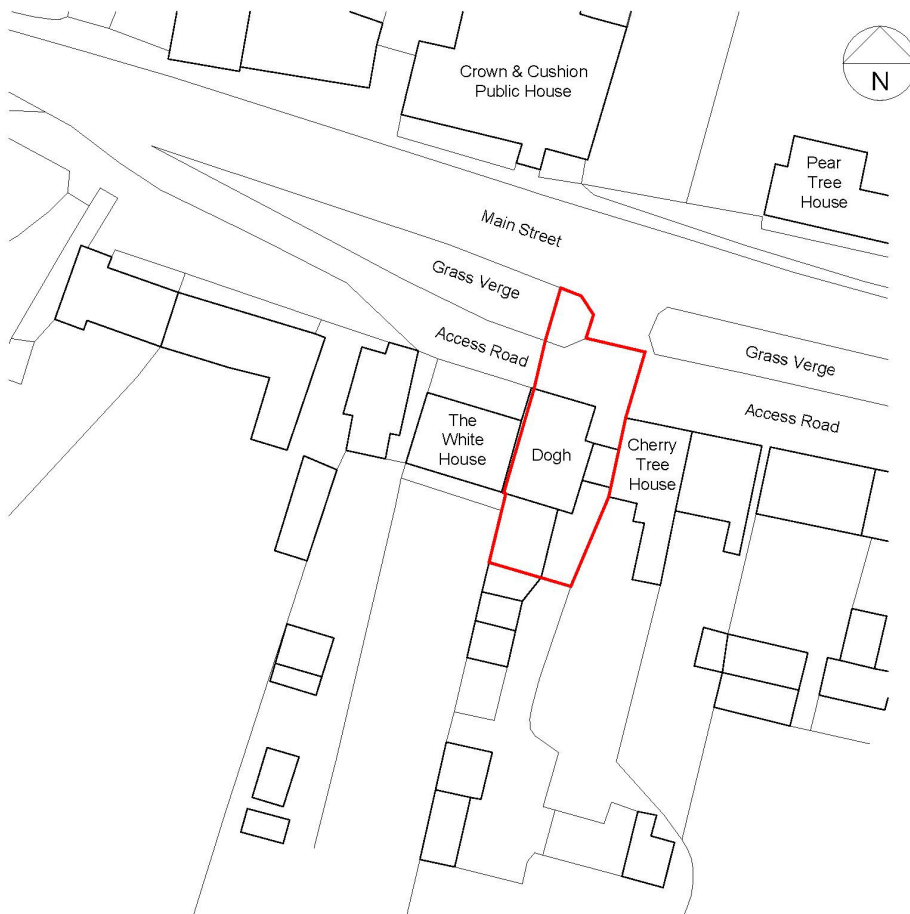 Crown & Cushion
Public House
N
Pear
Tree
House
Main Street
Grass Verge
Access Road
Grass Verge
Access Road
The
White
House
Dogh
Cherry
Tree
House